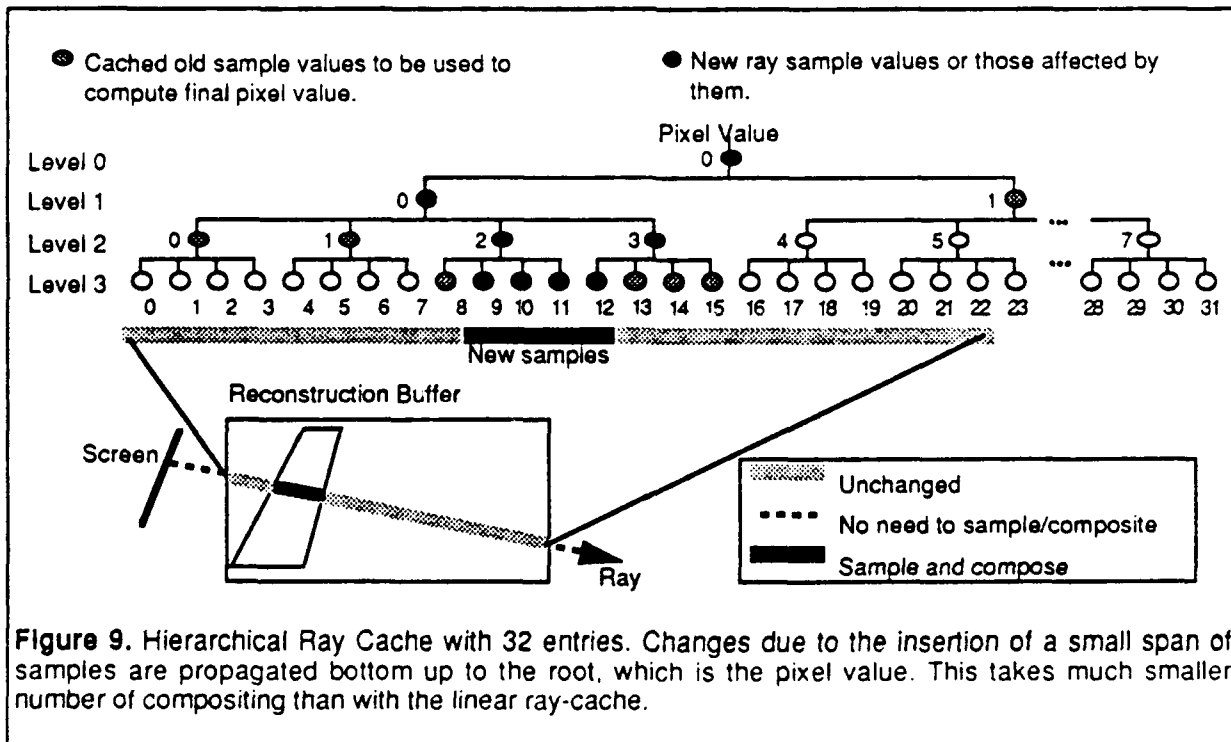 Cached old sample values to be used to
compute final pixel value.
New ray sample values or those affected by
them.
Pixel Value
Level 0
0
Level 1
0
1
...
Level 2
0
1
2
3
4
5
7
...
Level 3
0 1 2 3 4 5 6 7 8 9 10 11 12 13 14 15 16 17 18 19 20 21 22 23 28 29 30 31
New samples
Reconstruction Buffer
Screen
Ray
Unchanged
No need to sample/composite
Sample and compose
Figure 9. Hierarchical Ray Cache with 32 entries. Changes due to the insertion of a small span of
samples are propagated bottom up to the root, which is the pixel value. This takes much smaller
number of compositing than with the linear ray-cache.